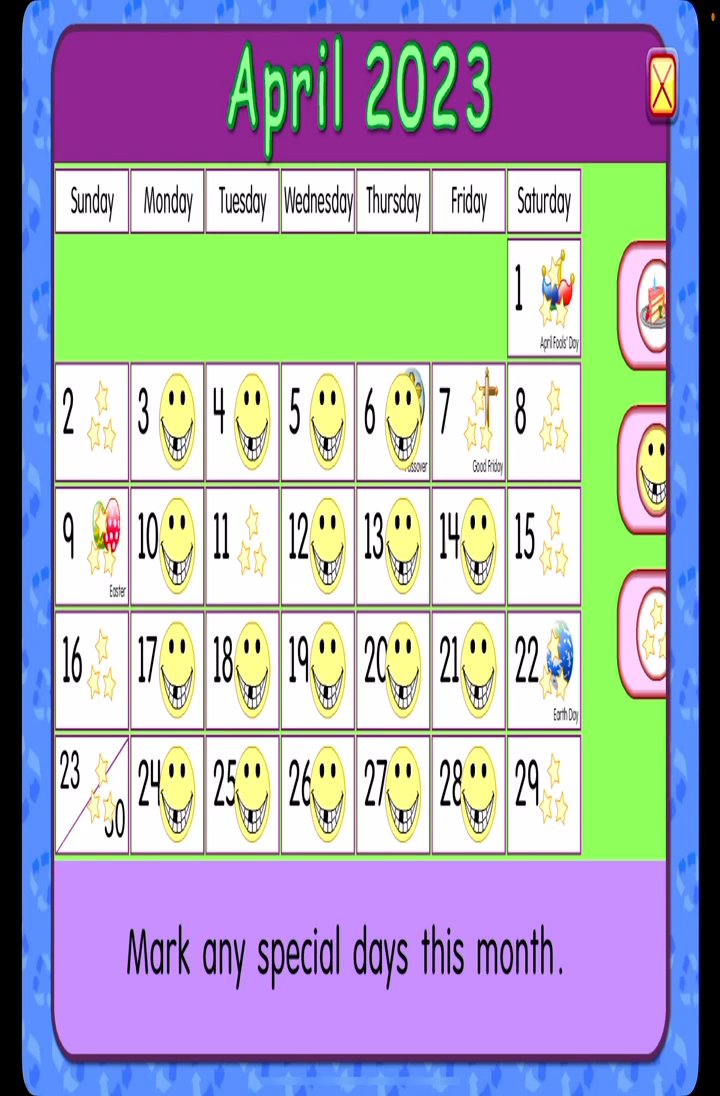 April 2023
Sunday Monday Tuesday Wednesday Thursday Friday Saturday
1
April Fools' Day
2 3 4 5 6 7 8
Good Friday
9 10 11 12 13 14 15
Easter
16 17 18 19 20 21 22
Earth Day
23 24 25 26 27 28 29
30
Mark any special days this month.